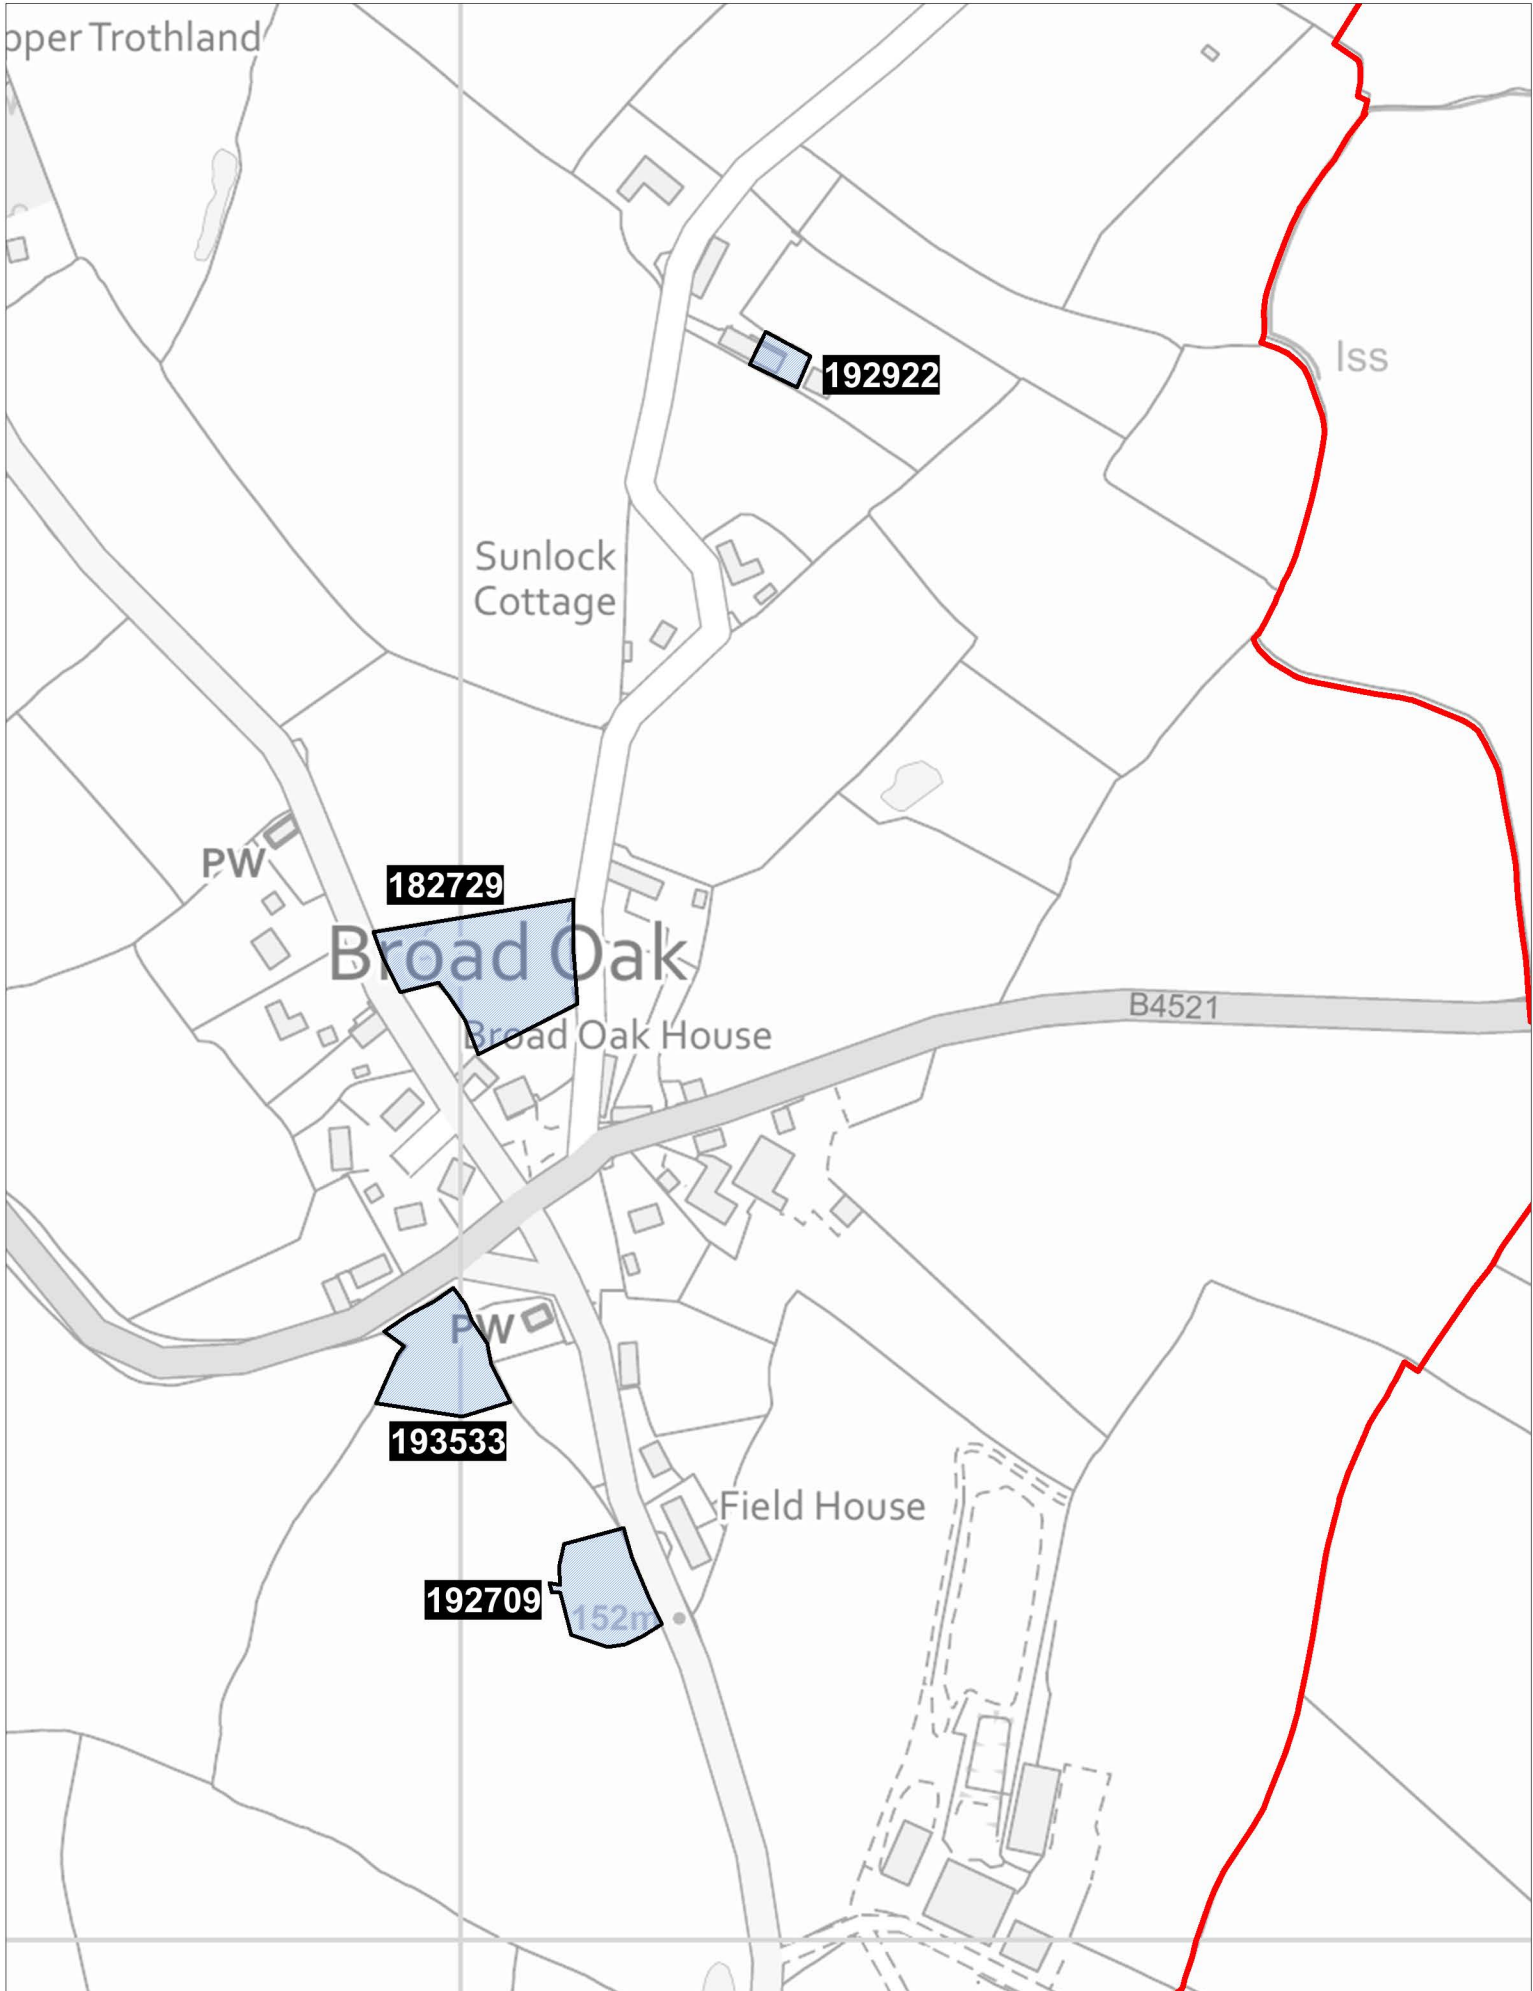 pper Trothland
Iss
192922
Sunlock
Cottage
PW
182729
Broad Oak
B4521
Broad Oak House
PW
193533
Field House
192709
152m